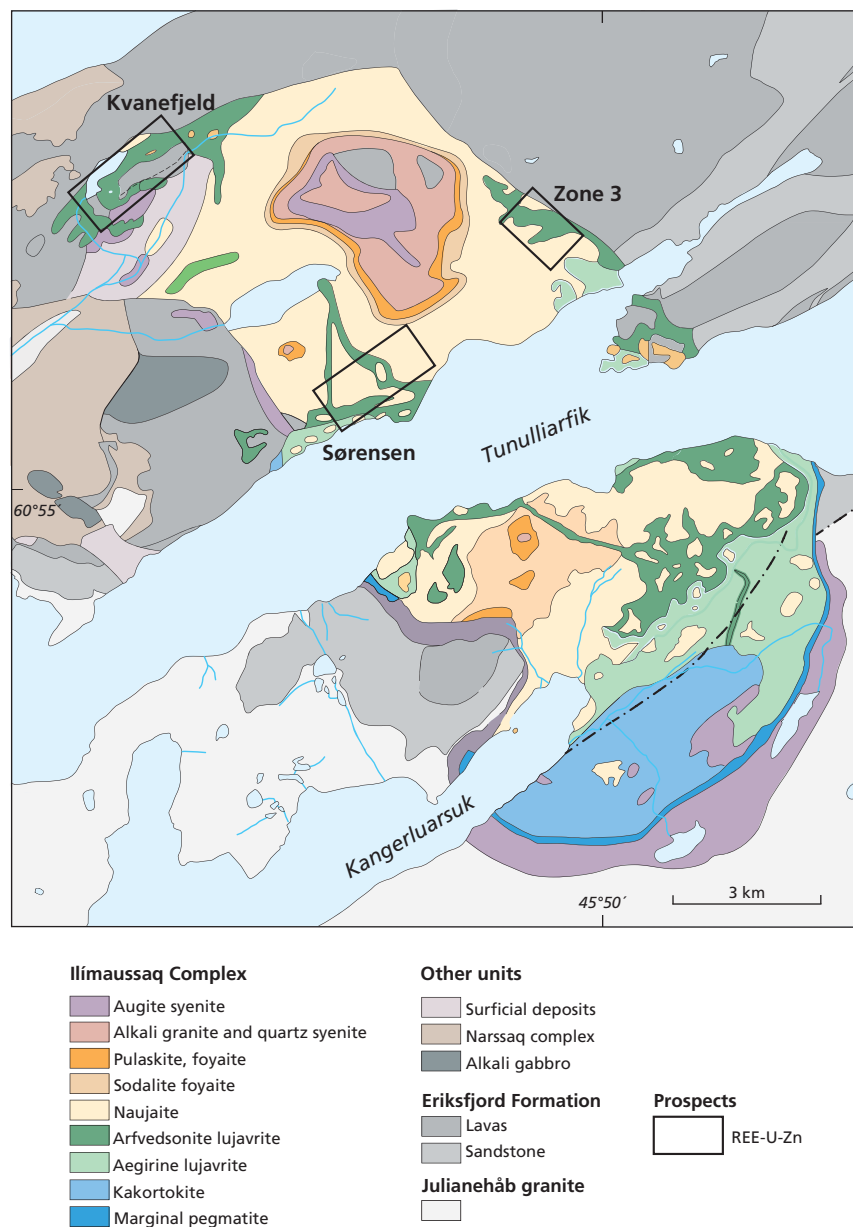 Kvanefjeld
Zone 3
Sørensen
Tunulliarfik
60°55´
Kangerluarsuk
45°50´
3 km
Ilímaussaq Complex
Augite syenite
Alkali granite and quartz syenite
Pulaskite, foyaite
Sodalite foyaite
Naujaite
Arfvedsonite lujavrite
Aegirine lujavrite
Kakortokite
Marginal pegmatite
Other units
Surficial deposits
Narssaq complex
Alkali gabbro
Eriksfjord Formation
Lavas
Sandstone
Julianehåb granite
Prospects
REE-U-Zn